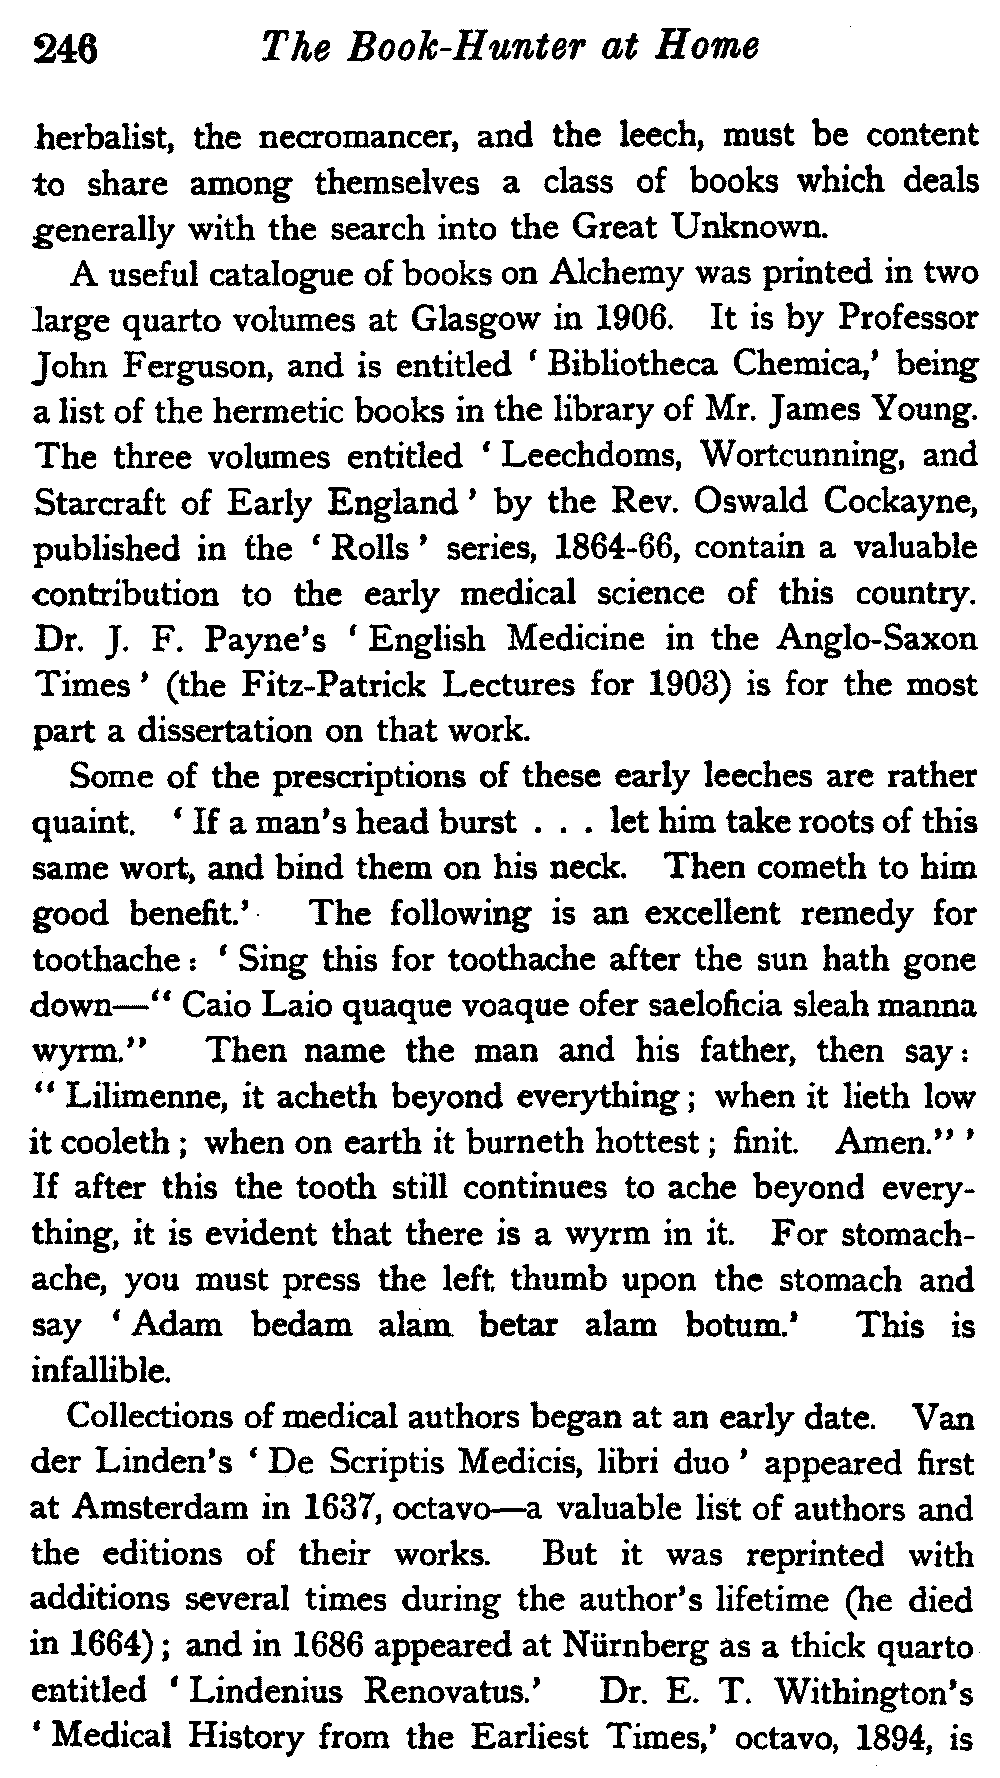 246 The Book-Hunter at Home
herbalist, the necromancer, and the leech, must be content
to share among themselves a class of books which deals
generally with the search into the Great Unknown.
A useful catalogue of books on Alchemy was printed in two
large quarto volumes at Glasgow in 1906. It is by Professor
John Ferguson, and is entitled ‘ Bibliotheca Chemica,’ being
a list of the hermetic books in the library of Mr. James Young.
The three volumes entitled ‘ Leechdoms, Wortcunning, and
Starcraft of Early England ’ by the Rev. Oswald Cockayne,
published in the ‘ Rolls ’ series, 1864-66, contain a valuable
contribution to the early medical science of this country.
Dr. J. F. Payne’s ‘ English Medicine in the Anglo-Saxon
Times ’ (the Fitz-Patrick Lectures for 1903) is for the most
part a dissertation on that work.
Some of the prescriptions of these early leeches are rather
quaint. ‘ If a man’s head burst . . . let him take roots of this
same wort, and bind them on his neck. Then cometh to him
good benefit.’ The following is an excellent remedy for
toothache : ‘ Sing this for toothache after the sun hath gone
down—“ Caio Laio quaque voaque ofer saeloficia sleah manna
wyrm.” Then name the man and his father, then say :
“ Lilimenne, it acheth beyond everything ; when it lieth low
it cooleth ; when on earth it burneth hottest ; finit. Amen.” ’
If after this the tooth still continues to ache beyond every-
thing, it is evident that there is a wyrm in it. For stomach-
ache, you must press the left thumb upon the stomach and
say ‘ Adam bedam alam betar alam botum.’ This is
infallible.
Collections of medical authors began at an early date. Van
der Linden’s ‘ De Scriptis Medicis, libri duo ’ appeared first
at Amsterdam in 1637, octavo—a valuable list of authors and
the editions of their works. But it was reprinted with
additions several times during the author’s lifetime (he died
in 1664) ; and in 1686 appeared at Nürnberg as a thick quarto
entitled ‘ Lindenius Renovatus.’ Dr. E. T. Withington’s
‘ Medical History from the Earliest Times,’ octavo, 1894, is